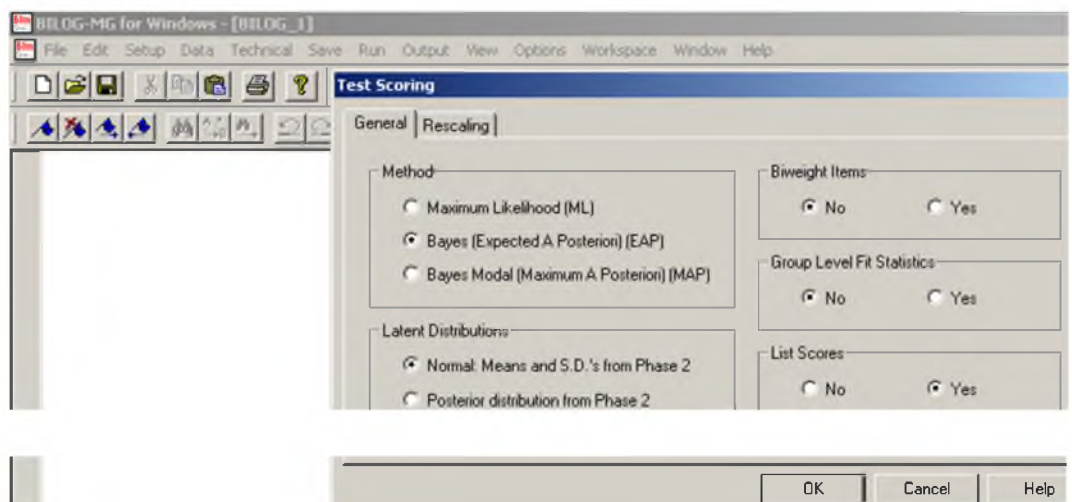 BILOG-MG for Windows - [BILOG_1]
File Edit Setup Data Technical Save Run Output View Options Workspace Window Help
Test Scoring
General Rescaling
Method
Maximum Likelihood (ML)
Bayes (Expected A Posteriori) (EAP)
Bayes Modal (Maximum A Posteriori) (MAP)
Biweight Items
No Yes
Group Level Fit Statistics
No Yes
Latent Distributions
Normal: Means and S.D.'s from Phase 2
Posterior distribution from Phase 2
List Scores
No Yes
OK Cancel Help